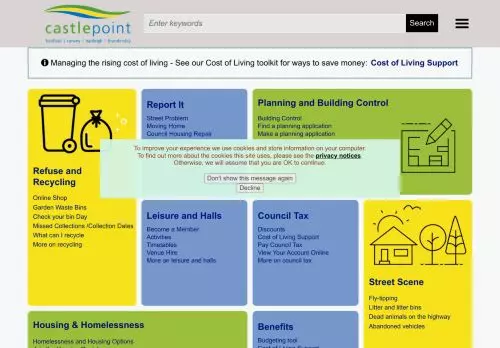 castlepoint
benfleet | canvey | hadleigh | thundersley
Enter keywords
Search
Managing the rising cost of living - See our Cost of Living toolkit for ways to save money: Cost of Living Support
Refuse and
Recycling
Online Shop
Garden Waste Bins
Check your bin Day
Missed Collections /Collection Dates
What can I recycle
More on recycling
Report It
Street Problem
Moving Home
Council Housing Repair
Planning and Building Control
Building Control
Find a planning application
Make a planning application
To improve your experience we use cookies and store information on your computer.
To find out more about the cookies this site uses, please see the privacy notices.
Otherwise, we will assume that you are OK to continue.
Don't show this message again
Decline
Leisure and Halls
Become a Member
Activities
Timetables
Venue Hire
More on leisure and halls
Council Tax
Discounts
Cost of Living Support
Pay Council Tax
View Your Account Online
More on council tax
Street Scene
Fly-tipping
Litter and litter bins
Dead animals on the highway
Abandoned vehicles
Housing & Homelessness
Homelessness and Housing Options
Benefits
Budgeting tool